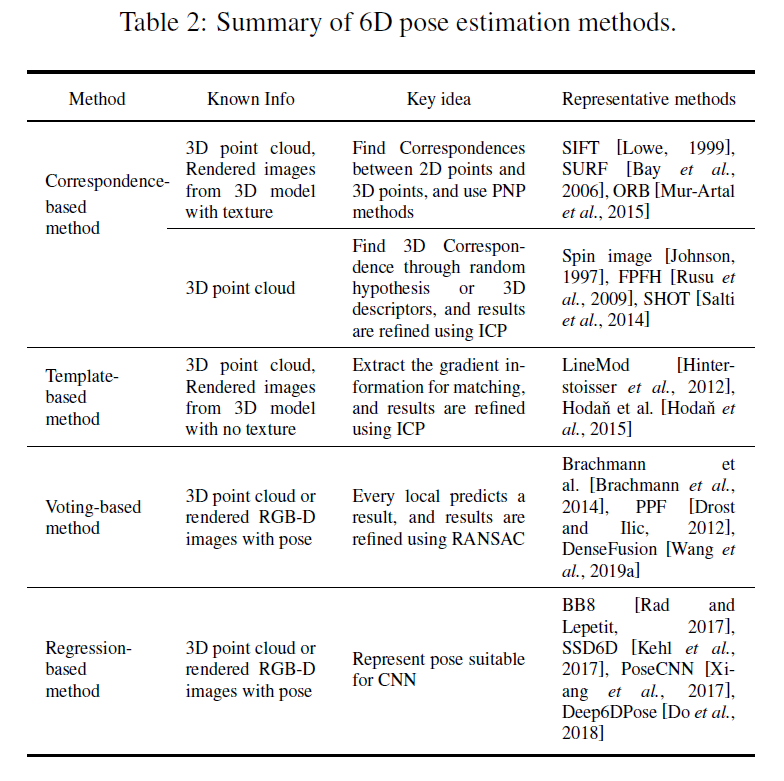 Table 2: Summary of 6D pose estimation methods.
Method Known Info Key idea Representative methods
Correspondence-
based
method
3D point cloud,
Rendered images
from 3D model
with texture
Find Correspondences
between 2D points and
3D points, and use PNP
methods
SIFT [Lowe, 1999],
SURF [Bay et al.,
2006], ORB [Mur-Artal
et al., 2015]
3D point cloud
Find 3D Correspon-
dence through random
hypothesis or 3D
descriptors, and results
are refined using ICP
Spin image [Johnson,
1997], FPFH [Rusu et
al., 2009], SHOT [Salti
et al., 2014]
Template-
based
method
3D point cloud,
Rendered images
from 3D model
with no texture
Extract the gradient in-
formation for matching,
and results are refined
using ICP
LineMod [Hinter-
stoisser et al., 2012],
Hodaň et al. [Hodaň et
al., 2015]
Voting-based
method
3D point cloud or
rendered RGB-D
images with pose
Every local predicts a
result, and results are
refined using RANSAC
Brachmann et
al. [Brachmann et al.,
2014], PPF [Drost
and Ilic, 2012],
DenseFusion [Wang et
al., 2019a]
Regression-
based
method
3D point cloud or
rendered RGB-D
images with pose
Represent pose suitable
for CNN
BB8 [Rad and
Lepetit, 2017],
SSD6D [Kehl et al.,
2017], PoseCNN [Xi-
ang et al., 2017],
Deep6DPose [Do et al.,
2018]